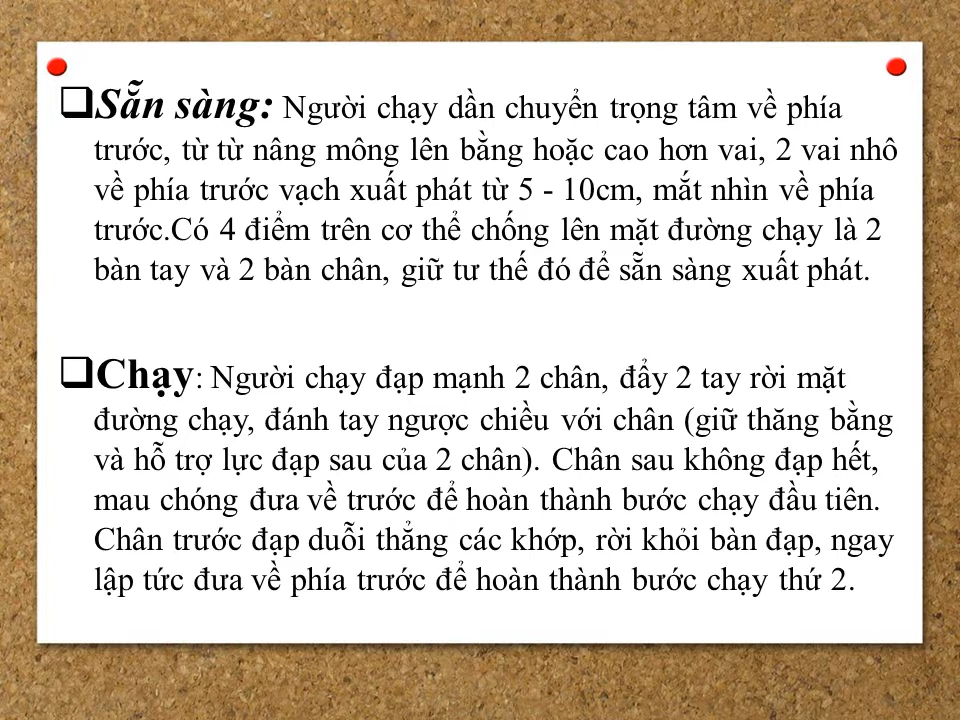 ❑Sẵn sàng: Người chạy dần chuyển trọng tâm về phía
trước, từ từ nâng mông lên bằng hoặc cao hơn vai, 2 vai nhô
về phía trước vạch xuất phát từ 5 - 10cm, mắt nhìn về phía
trước.Có 4 điểm trên cơ thể chống lên mặt đường chạy là 2
bàn tay và 2 bàn chân, giữ tư thế đó để sẵn sàng xuất phát.
❑Chạy: Người chạy đạp mạnh 2 chân, đẩy 2 tay rời mặt
đường chạy, đánh tay ngược chiều với chân (giữ thăng bằng
và hỗ trợ lực đạp sau của 2 chân). Chân sau không đạp hết,
mau chóng đưa về trước để hoàn thành bước chạy đầu tiên.
Chân trước đạp duỗi thẳng các khớp, rời khỏi bàn đạp, ngay
lập tức đưa về phía trước để hoàn thành bước chạy thứ 2.